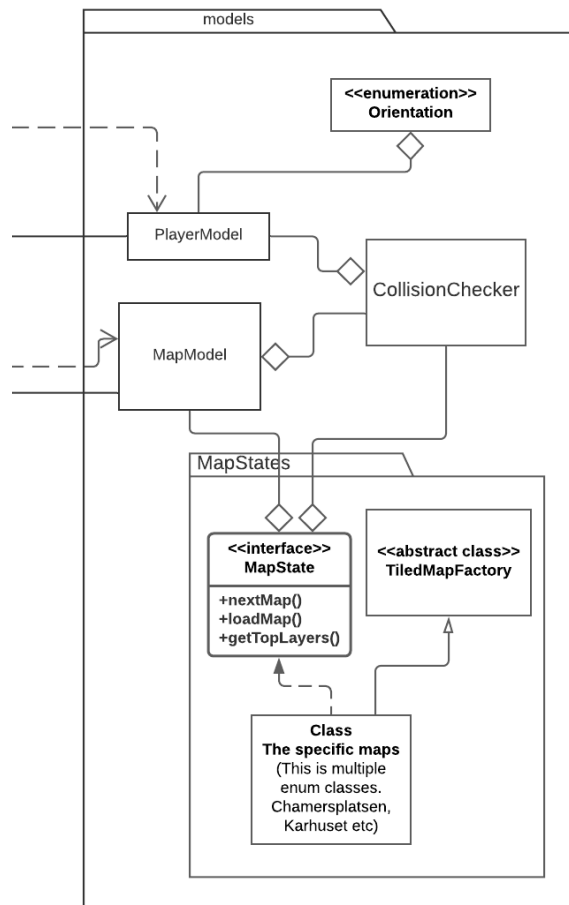 models
<<enumeration>>
Orientation
PlayerModel
CollisionChecker
MapModel
MapStates
<<interface>>
MapState
+nextMap()
+loadMap()
+getTopLayers()
<<abstract class>>
TiledMapFactory
Class
The specific maps
(This is multiple
enum classes.
Chamersplatsen,
Karhuset etc)